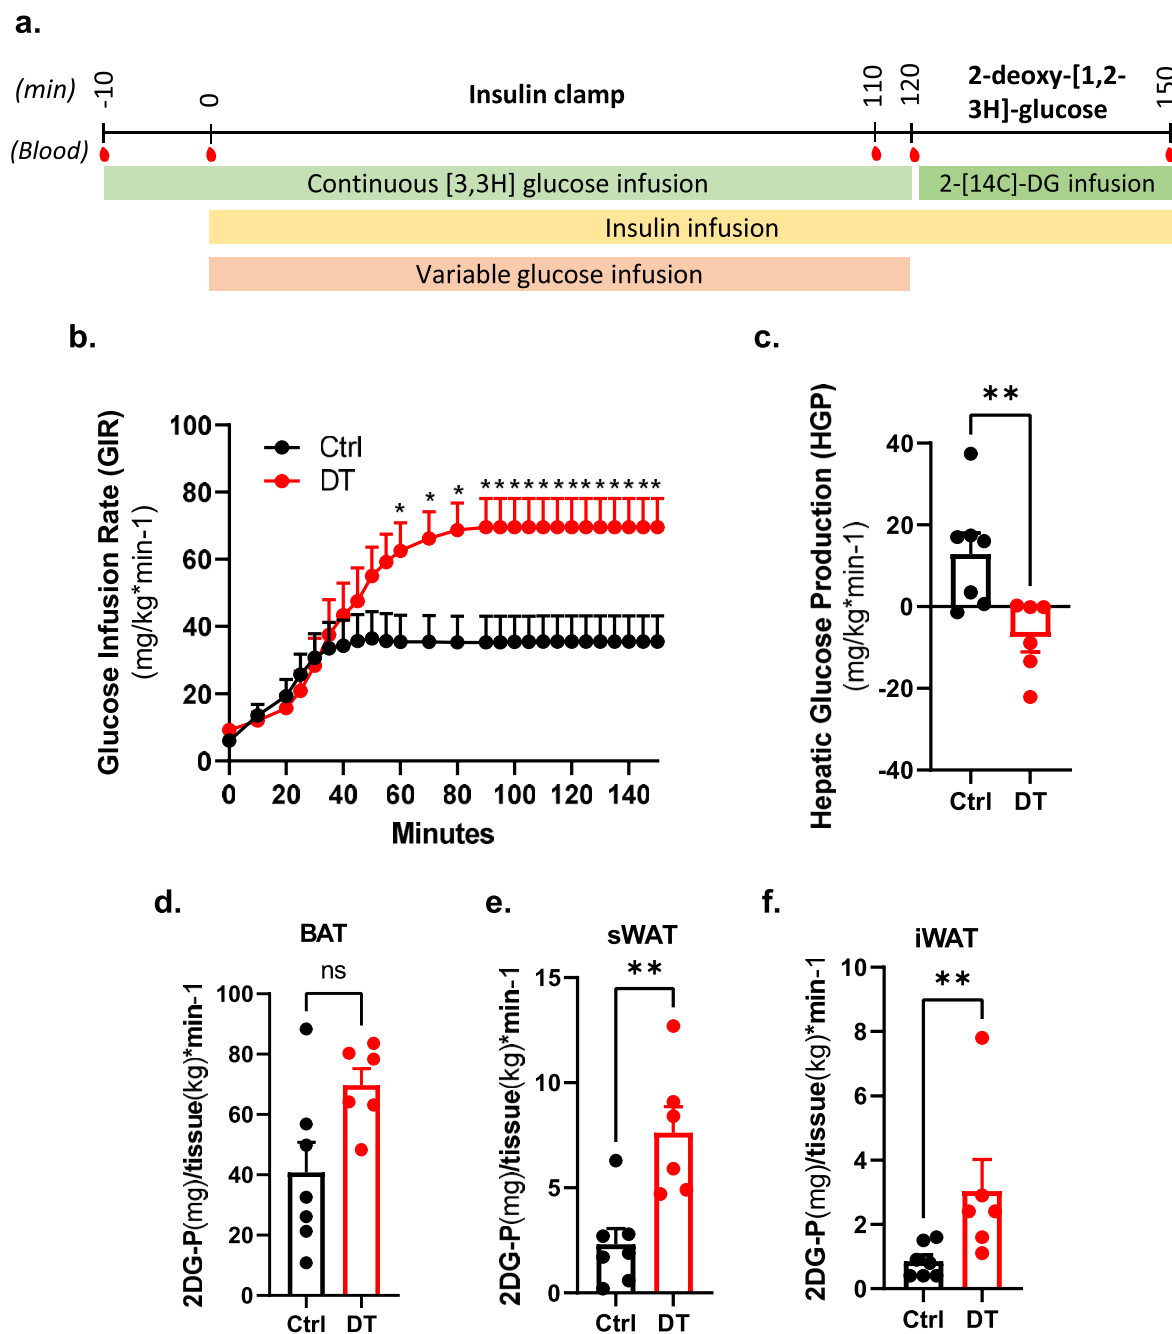 a.
(min)
-10
0
Insulin clamp
110
120
2-deoxy-[1,2-
3H]-glucose
150
(Blood)
Continuous [3,3H] glucose infusion
2-[14C]-DG infusion
Insulin infusion
Variable glucose infusion
b.
Glucose Infusion Rate (GIR)
(mg/kg*min-1)
100
80
60
40
20
0
Ctrl
DT
* * * * * * * * * * * * * * * *
0 20 40 60 80 100 120 140
Minutes
c.
Hepatic Glucose Production (HGP)
(mg/kg*min-1)
**
40
20
0
-20
-40
Ctrl DT
d.
BAT
ns
2DG-P(mg)/tissue(kg)*min-1
100
80
60
40
20
0
Ctrl DT
e.
sWAT
**
2DG-P(mg)/tissue(kg)*min-1
15
10
5
0
Ctrl DT
f.
iWAT
**
2DG-P(mg)/tissue(kg)*min-1
10
8
6
4
2
0
Ctrl DT